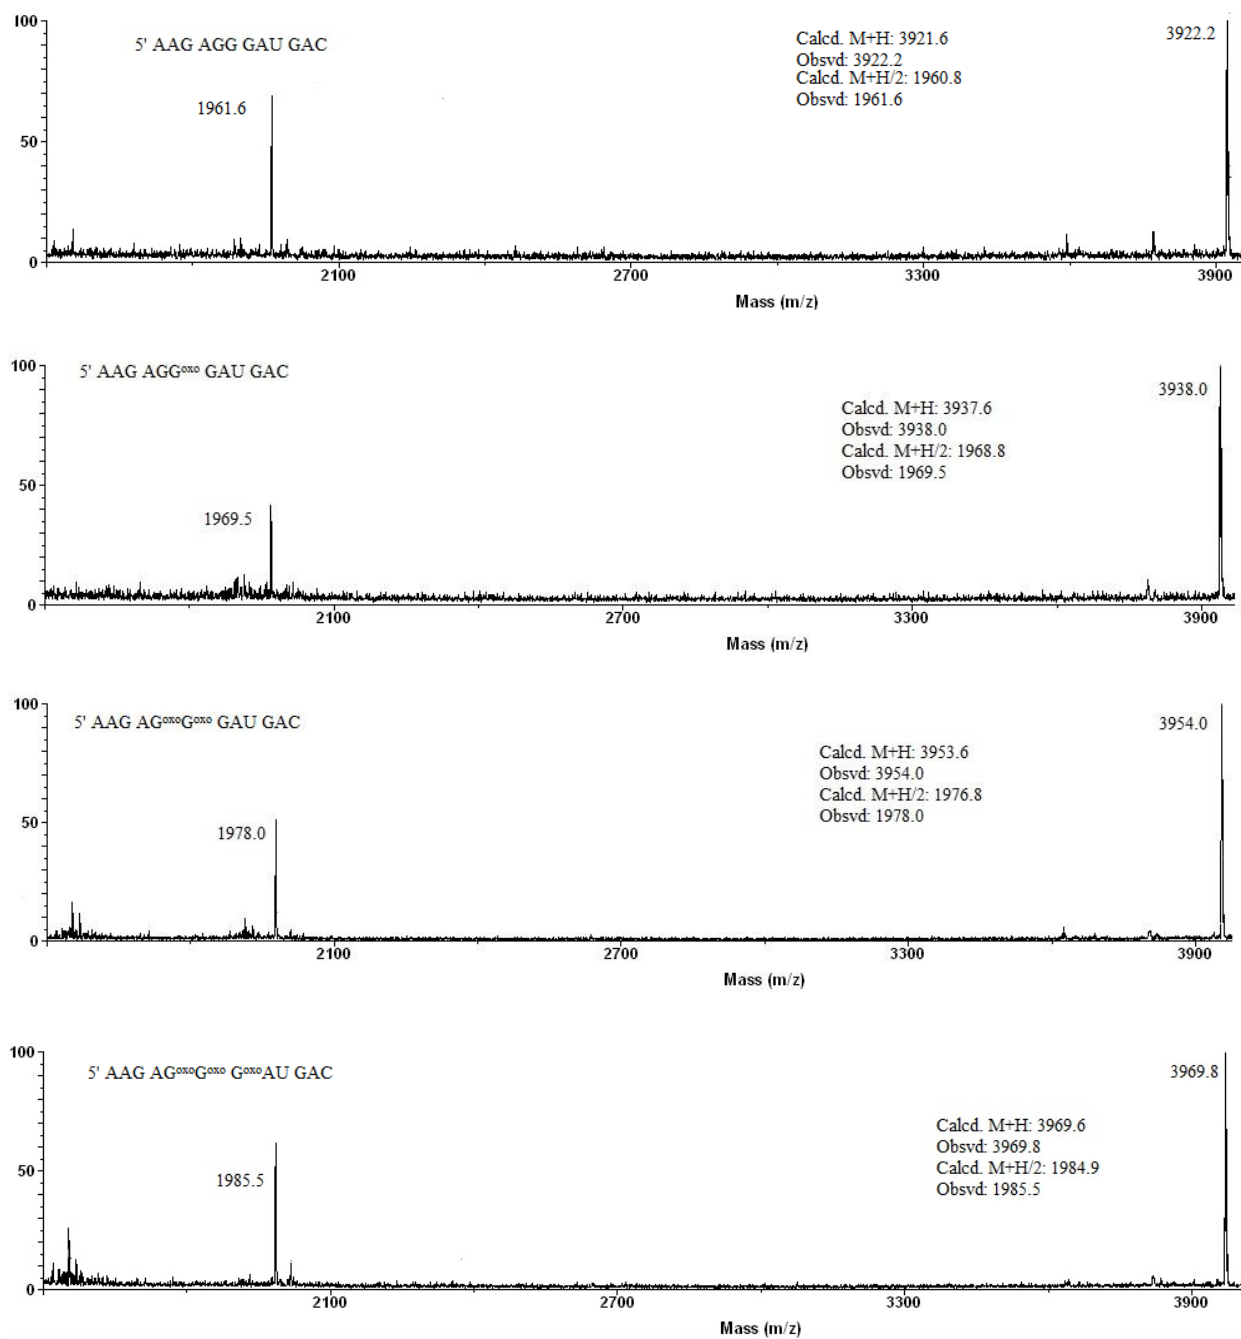 100
5' AAG AGG GAU GAC
Calcd. M+H: 3921.6
Obsvd: 3922.2
Calcd. M+H/2: 1960.8
Obsvd: 1961.6
3922.2
1961.6
50
0
2100 2700 3300 3900
Mass (m/z)
100
5' AAG AGGᵒˣᵒ GAU GAC
3938.0
Calcd. M+H: 3937.6
Obsvd: 3938.0
Calcd. M+H/2: 1968.8
Obsvd: 1969.5
50
1969.5
0
2100 2700 3300 3900
Mass (m/z)
100
5' AAG AGᵒˣᵒGᵒˣᵒ GAU GAC
3954.0
Calcd. M+H: 3953.6
Obsvd: 3954.0
Calcd. M+H/2: 1976.8
Obsvd: 1978.0
50
1978.0
0
2100 2700 3300 3900
Mass (m/z)
100
5' AAG AGᵒˣᵒGᵒˣᵒ GᵒˣᵒAU GAC
3969.8
Calcd. M+H: 3969.6
Obsvd: 3969.8
Calcd. M+H/2: 1984.9
Obsvd: 1985.5
50
1985.5
0
2100 2700 3300 3900
Mass (m/z)